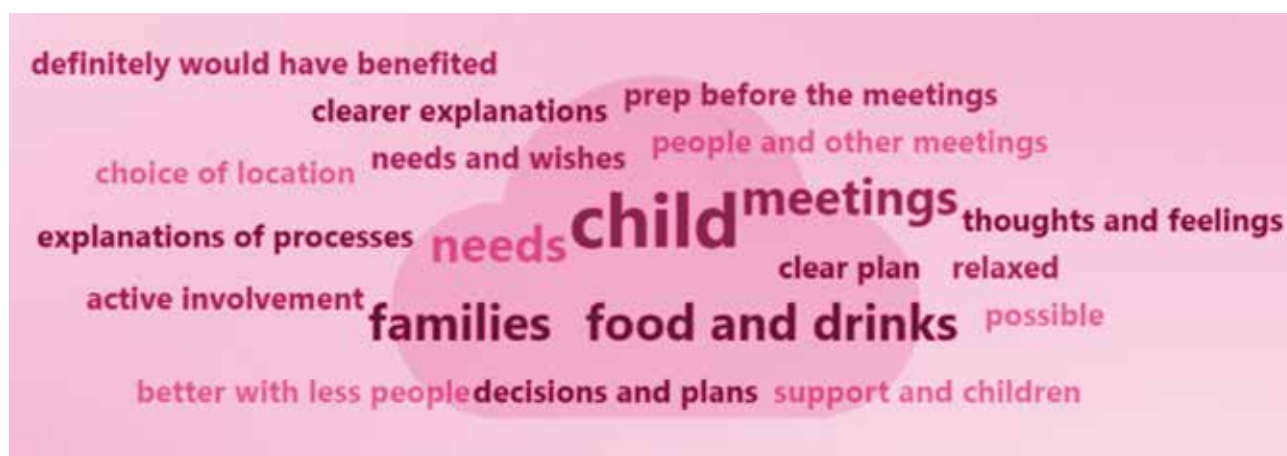 definitely would have benefited
clearer explanations
prep before the meetings
choice of location
needs and wishes
people and other meetings
explanations of processes
needs
child
meetings
thoughts and feelings
clear plan
relaxed
active involvement
families
food and drinks
possible
better with less people
decisions and plans
support and children